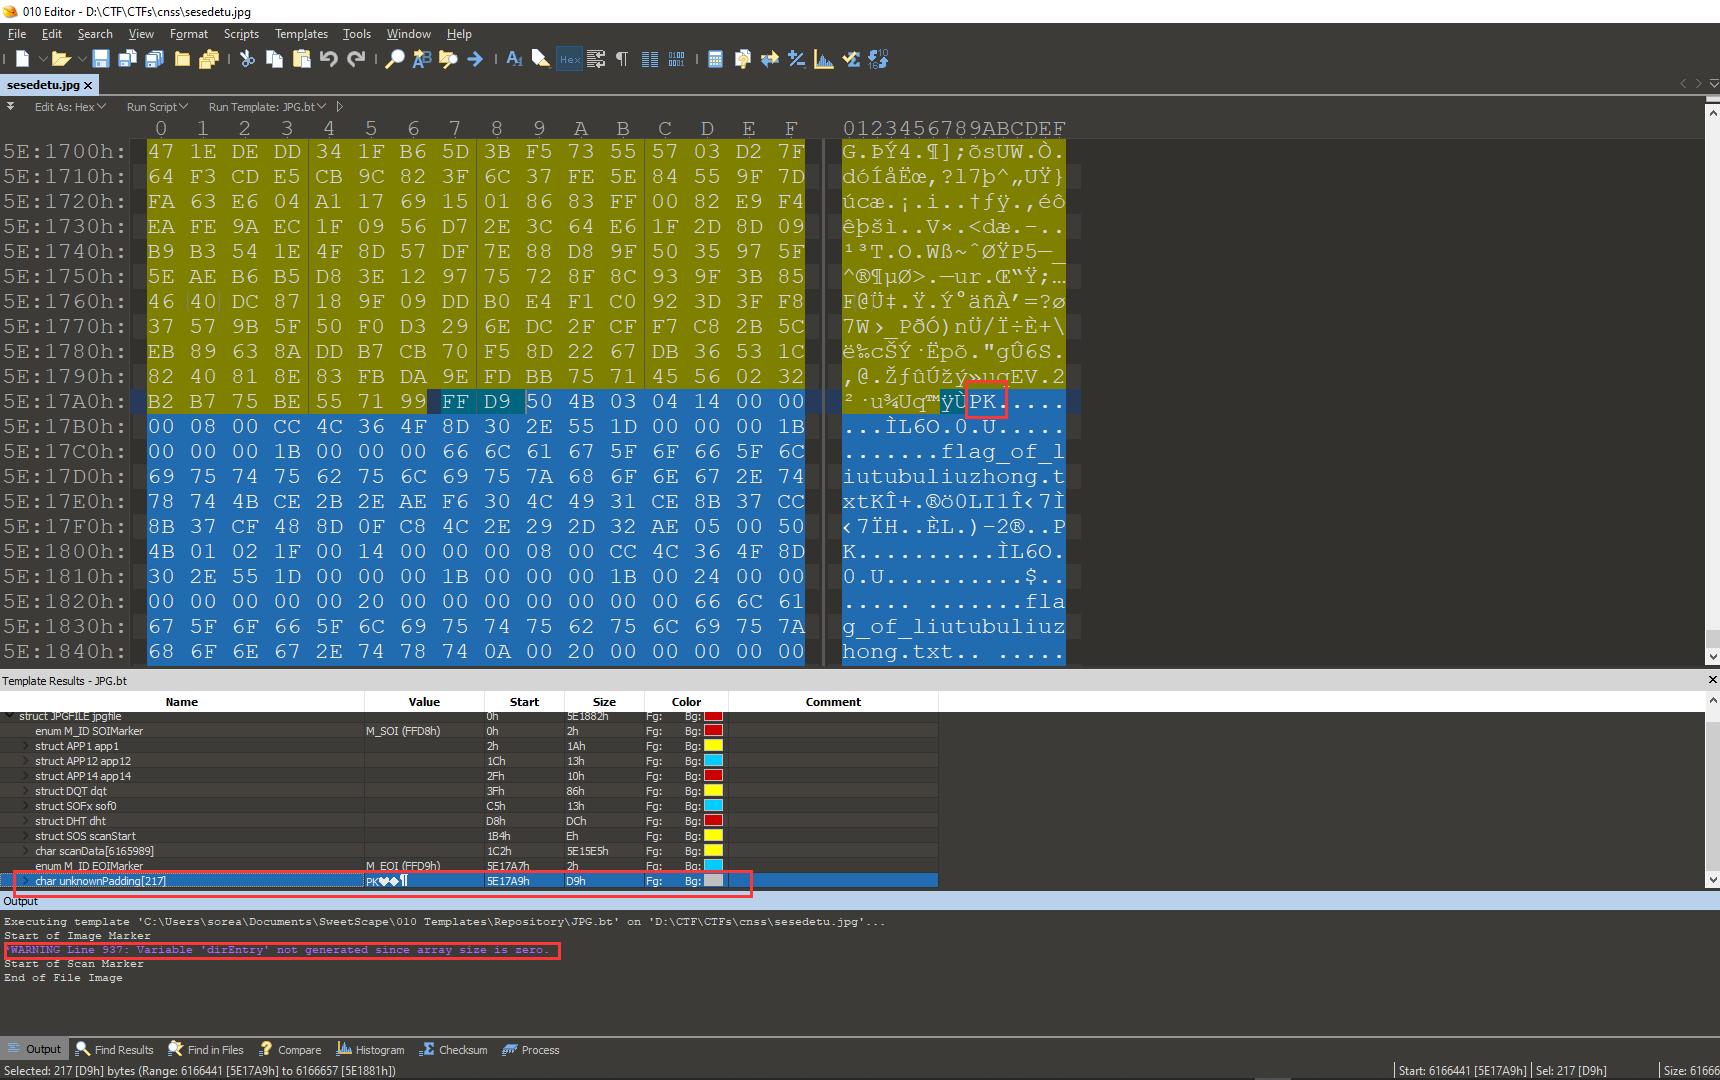 010 Editor - D:\CTF\CTFs\cnss\sesedetu.jpg
File Edit Search View Format Scripts Templates Tools Window Help
sesedetu.jpg
Edit As: Hex Run Script Run Template: JPG.bt
0 1 2 3 4 5 6 7 8 9 A B C D E F 0123456789ABCDEF
5E:1700h: 47 1E DE DD 34 1F B6 5D 3B F5 73 55 57 03 D2 7F G.ÞÝ4.¶];õsUW.Ò.
5E:1710h: 64 F3 CD E5 CB 9C 82 3F 6C 37 FE 5E 84 55 9F 7D dóÍåËœ‚?l7þ^„UŸ}
5E:1720h: FA 63 E6 04 A1 17 69 15 01 86 83 FF 00 82 E9 F4 úcæ.¡.i..†ƒÿ.‚éô
5E:1730h: EA FE 9A EC 1F 09 56 D7 2E 3C 64 E6 1F 2D 8D 09 êþšì..V×.<dæ.-..
5E:1740h: B9 B3 54 1E 4F 8D 57 DF 7E 88 D8 9F 50 35 97 5F ¹³T.O.Wß~ˆØŸP5—_
5E:1750h: 5E AE B6 B5 D8 3E 12 97 75 72 8F 8C 93 9F 3B 85 ^®¶µØ>.—ur.Œ“Ÿ;…
5E:1760h: 46 40 DC 87 18 9F 09 DD B0 E4 F1 C0 92 3D 3F F8 F@Ü‡.Ÿ.Ý°äñÀ’=?ø
5E:1770h: 37 57 9B 5F 50 F0 D3 29 6E DC 2F CF F7 C8 2B 5C 7W›_PðÓ)nÜ/Ï÷È+\
5E:1780h: EB 89 63 8A DD B7 CB 70 F5 8D 22 67 DB 36 53 1C ë‰cŠÝ·Ëpõ."gÛ6S.
5E:1790h: 82 40 81 8E 83 FB DA 9E FD BB 75 71 45 56 02 32 ‚@.ŽƒûÚžý»uqEV.2
5E:17A0h: B2 B7 75 BE 55 71 99 FF D9 50 4B 03 04 14 00 00 ²·u¾Uq™ÿÙPK.....
5E:17B0h: 00 08 00 CC 4C 36 4F 8D 30 2E 55 1D 00 00 00 1B ...ÌL6O.0.U.....
5E:17C0h: 00 00 00 1B 00 00 00 66 6C 61 67 5F 6F 66 5F 6C .......flag_of_l
5E:17D0h: 69 75 74 75 62 75 6C 69 75 7A 68 6F 6E 67 2E 74 iutubuliuzhong.t
5E:17E0h: 78 74 4B CE 2B 2E AE F6 30 4C 49 31 CE 8B 37 CC xtKÎ+.®ö0LI1Î‹7Ì
5E:17F0h: 8B 37 CF 48 8D 0F C8 4C 2E 29 2D 32 AE 05 00 50 ‹7ÏH..ÈL.)-2®..P
5E:1800h: 4B 01 02 1F 00 14 00 00 00 08 00 CC 4C 36 4F 8D K..........ÌL6O.
5E:1810h: 30 2E 55 1D 00 00 00 1B 00 00 00 1B 00 24 00 00 0.U..........$..
5E:1820h: 00 00 00 00 00 20 00 00 00 00 00 00 00 66 6C 61 ..... .......fla
5E:1830h: 67 5F 6F 66 5F 6C 69 75 74 75 62 75 6C 69 75 7A g_of_liutubuliuz
5E:1840h: 68 6F 6E 67 2E 74 78 74 0A 00 20 00 00 00 00 00 hong.txt.. .....
Template Results - JPG.bt
Name Value Start Size Color Comment
struct JPGFILE jpgfile 0h 5E1882h Fg: Bg:
enum M_ID SOIMarker M_SOI (FFD8h) 0h 2h Fg: Bg:
struct APP1 app1 2h 1Ah Fg: Bg:
struct APP12 app12 1Ch 13h Fg: Bg:
struct APP14 app14 2Fh 10h Fg: Bg:
struct DQT dqt 3Fh 86h Fg: Bg:
struct SOFx sof0 C5h 13h Fg: Bg:
struct DHT dht D8h DCh Fg: Bg:
struct SOS scanStart 1B4h Eh Fg: Bg:
char scanData[6165989] 1C2h 5E15E5h Fg: Bg:
enum M_ID EOIMarker M_EOI (FFD9h) 5E17A7h 2h Fg: Bg:
char unknownPadding[217] PK♥♦¶ 5E17A9h D9h Fg: Bg:
Output
Executing template 'C:\Users\sorea\Documents\SweetScape\010 Templates\Repository\JPG.bt' on 'D:\CTF\CTFs\cnss\sesedetu.jpg'...
Start of Image Marker
*WARNING Line 937: Variable 'dirEntry' not generated since array size is zero.
Start of Scan Marker
End of File Image
Output Find Results Find in Files Compare Histogram Checksum Process
Selected: 217 [D9h] bytes (Range: 6166441 [5E17A9h] to 6166657 [5E1881h]) Start: 6166441 [5E17A9h] Sel: 217 [D9h] Size: 61666